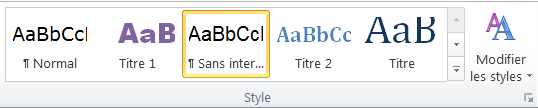 AaBbCcI AaB AaBbCcI AaBbCc AaB
¶ Normal Titre 1 ¶ Sans inter... Titre 2 Titre
Modifier
les styles
Style